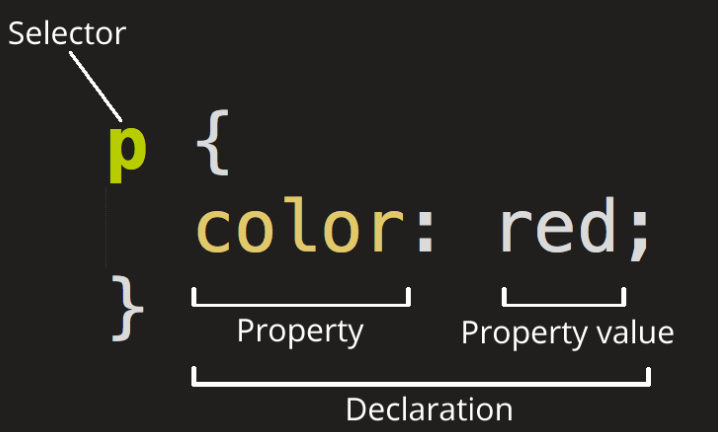 Selector
p {
color: red;
}
Property
Property value
Declaration